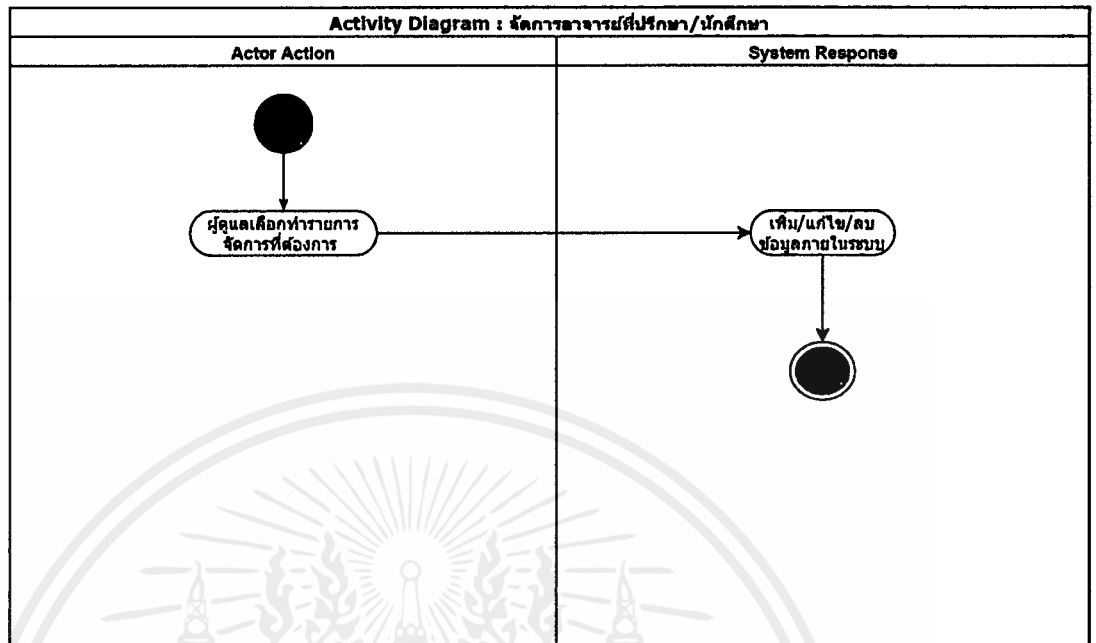 Activity Diagram : จัดการอาจารย์ที่ปรึกษา/นักศึกษา
Actor Action
System Response
ผู้ดูแลเลือกทำรายการ
จัดการที่ต้องการ
เพิ่ม/แก้ไข/ลบ
ข้อมูลภายในระบบ